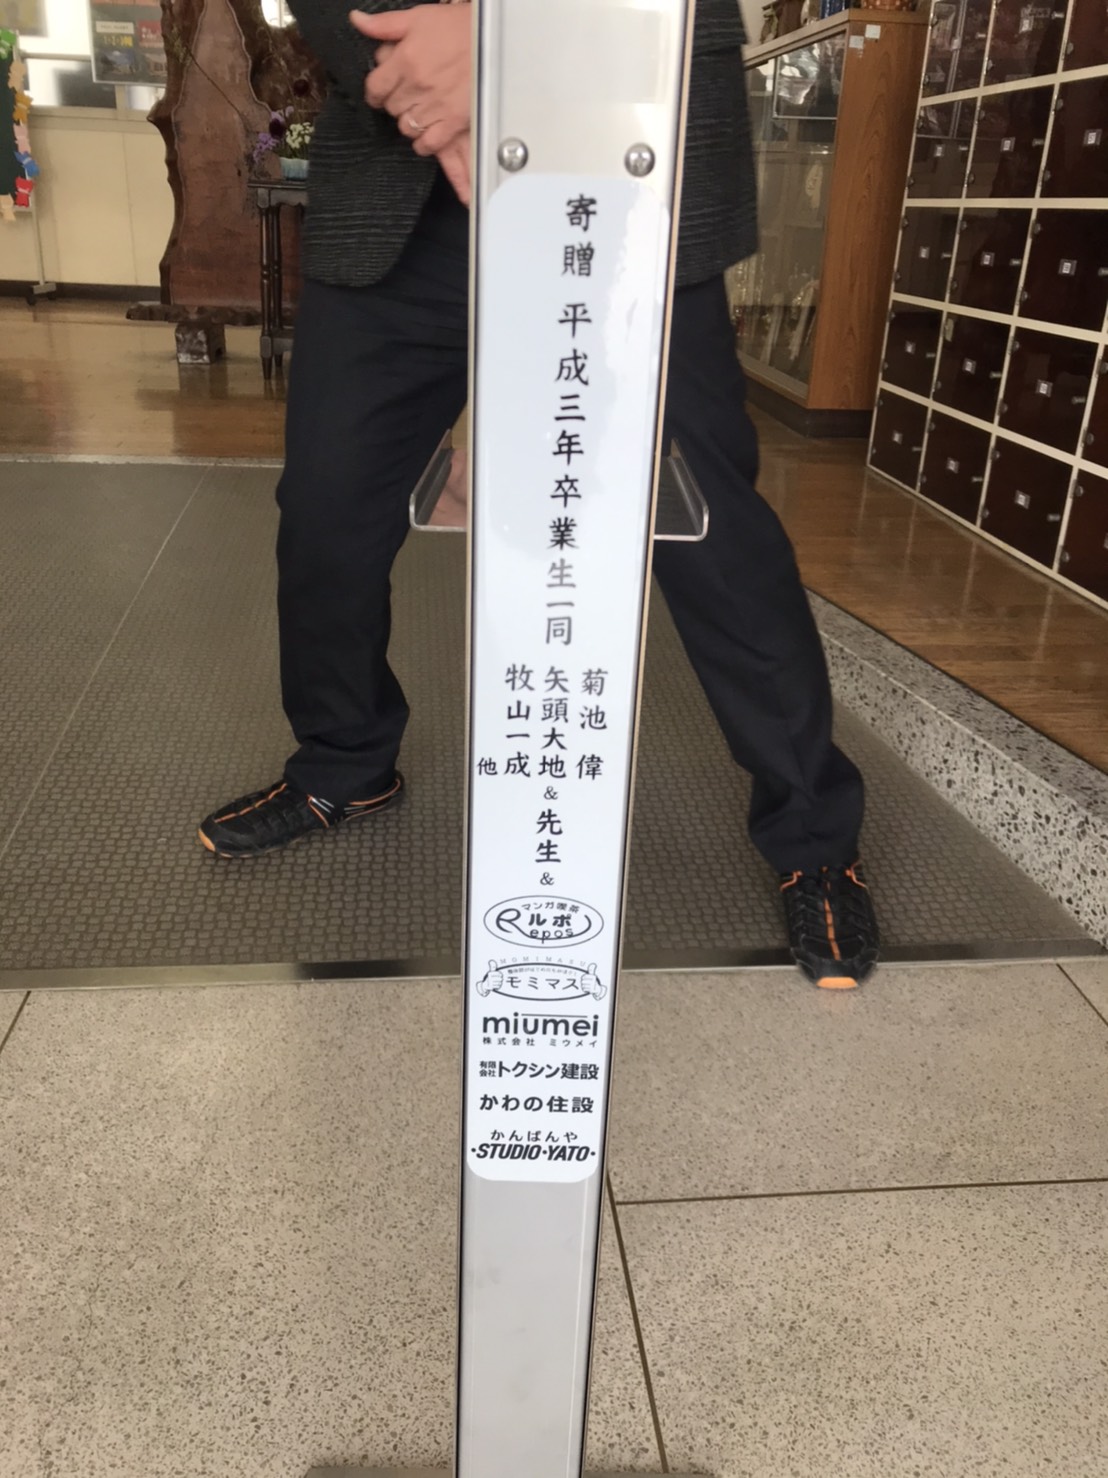 寄贈 平成三年卒業生一同
菊池 偉
矢頭大地
牧山一成
他
&
先生
&
マンガ喫茶
ルポ
Repos
MOMIMASU
モミマス
miumei
株式会社 ミウメイ
有限会社トクシン建設
かわの住設
かんばんや
・STUDIO・YATO・